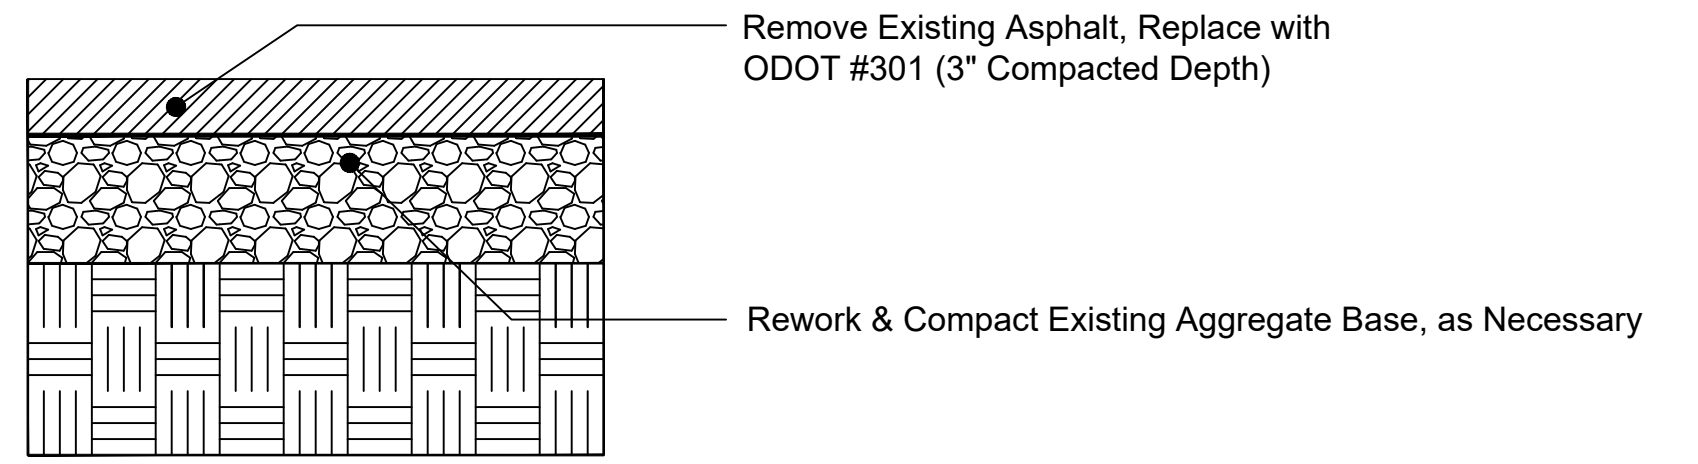 Remove Existing Asphalt, Replace with
ODOT #301 (3" Compacted Depth)
Rework & Compact Existing Aggregate Base, as Necessary